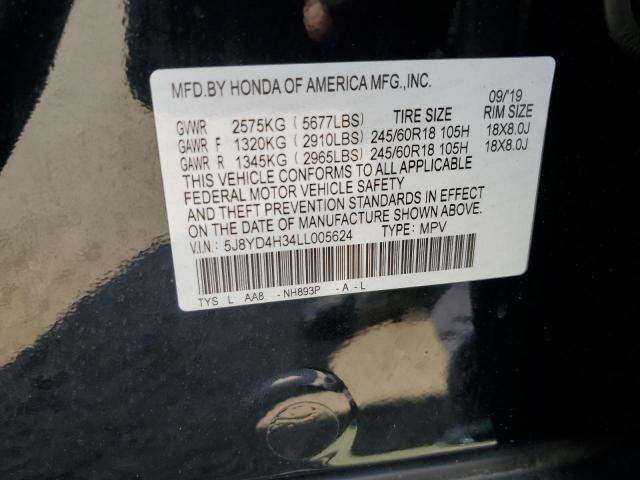 MFD.BY HONDA OF AMERICA MFG.,INC.
09/'19
TIRE SIZE RIM SIZE
GVWR 2575KG (5677LBS)
GAWR F 1320KG (2910LBS) 245/60R18 105H 18X8.0J
GAWR R 1345KG (2965LBS) 245/60R18 105H 18X8.0J
THIS VEHICLE CONFORMS TO ALL APPLICABLE
FEDERAL MOTOR VEHICLE SAFETY
AND THEFT PREVENTION STANDARDS IN EFFECT
ON THE DATE OF MANUFACTURE SHOWN ABOVE.
V.I.N.: 5J8YD4H34LL005624 TYPE: MPV
TYS L AA8 -NH893P -A-L